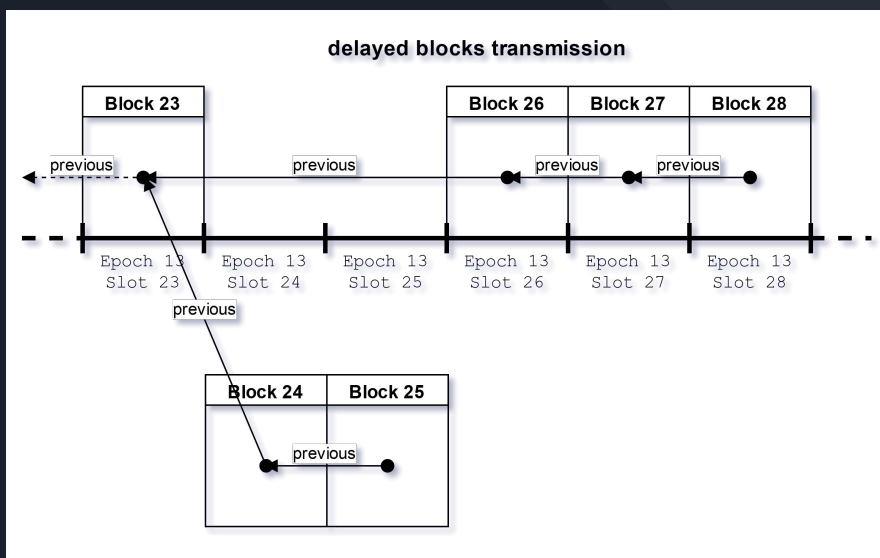 delayed blocks transmission
Block 23
Block 26
Block 27
Block 28
previous
previous
previous
previous
Epoch 13
Slot 23
Epoch 13
Slot 24
Epoch 13
Slot 25
Epoch 13
Slot 26
Epoch 13
Slot 27
Epoch 13
Slot 28
previous
Block 24
Block 25
previous